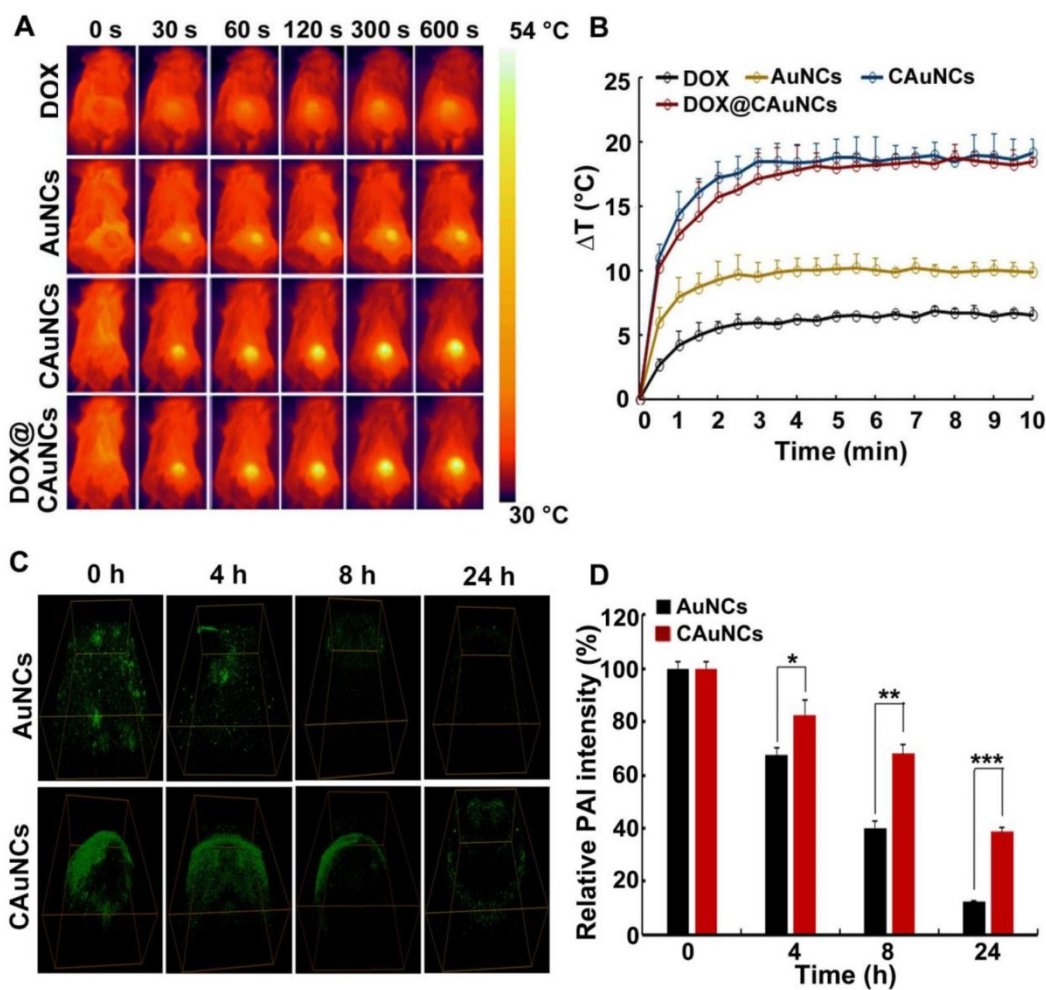 A
0 s 30 s 60 s 120 s 300 s 600 s
54 °C
DOX
AuNCs
CAuNCs
DOX@
CAuNCs
30 °C
B
DOX AuNCs CAuNCs
DOX@CAuNCs
25
20
15
10
5
0
ΔT (°C)
0 1 2 3 4 5 6 7 8 9 10
Time (min)
C
0 h 4 h 8 h 24 h
AuNCs
CAuNCs
D
AuNCs
CAuNCs
120
100
80
60
40
20
0
Relative PAI intensity (%)
*
**
***
0 4 8 24
Time (h)